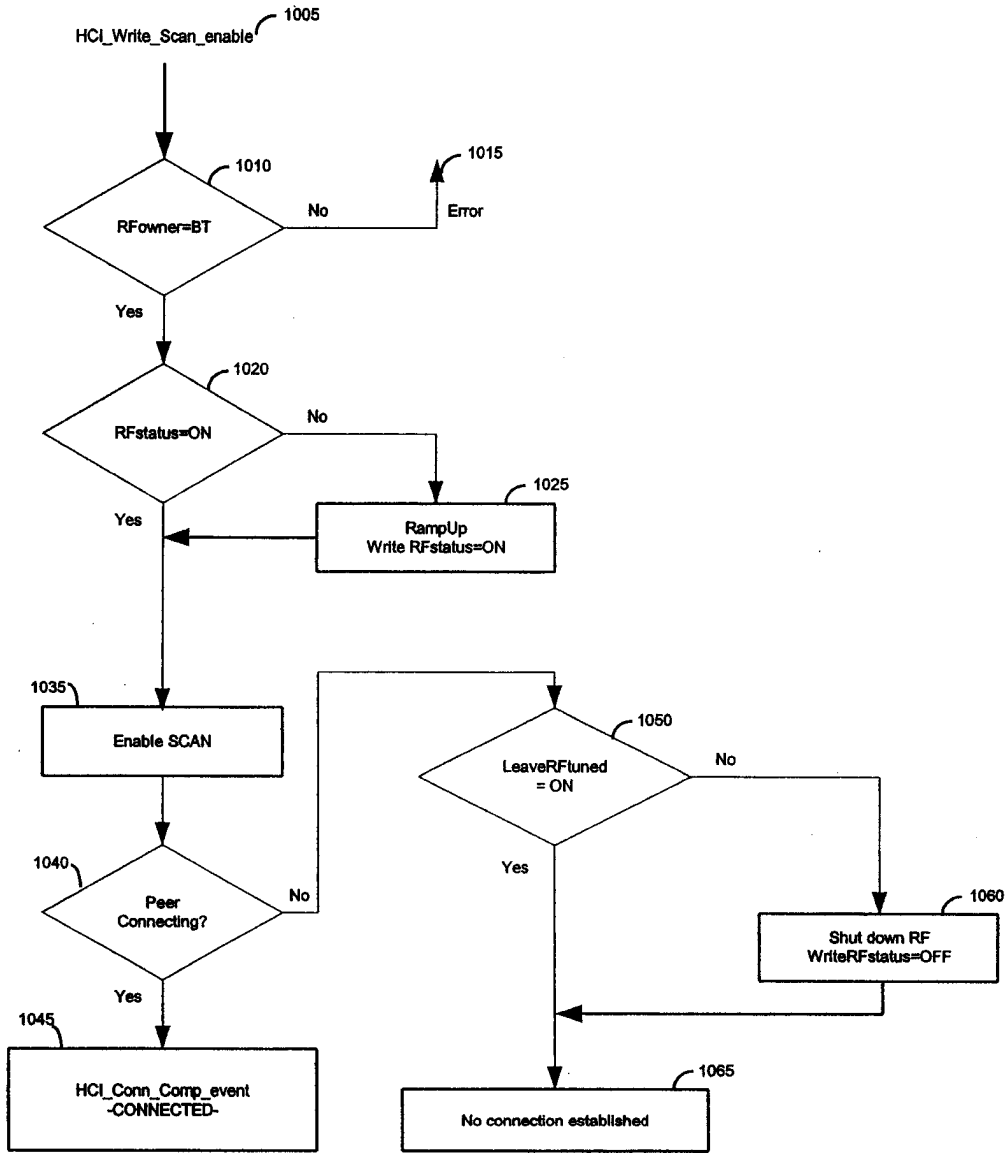 1005
HCI_Write_Scan_enable
1010
1015
RFowner=BT
No
Error
Yes
1020
No
RFstatus=ON
1025
Yes
RampUp
Write RFstatus=ON
1035
Enable SCAN
1050
LeaveRFtuned
= ON
No
1040
Yes
Peer
Connecting?
No
1060
Shut down RF
WriteRFstatus=OFF
Yes
1045
1065
HCI_Conn_Comp_event
-CONNECTED-
No connection established